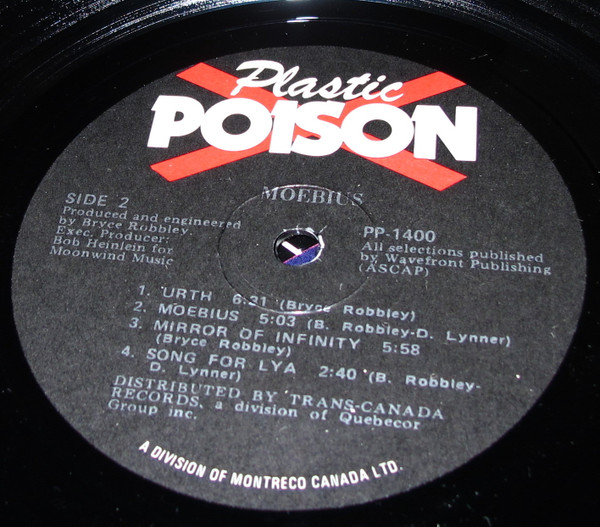 Plastic
POISON
MOEBIUS
SIDE 2
Produced and engineered
by Bryce Robbley.
Exec. Producer:
Bob Heinlein for
Moonwind Music
PP-1400
All selections published
by Wavefront Publishing
(ASCAP)
1. URTH 6:31 (Bryce Robbley)
2. MOEBIUS 5:03 (B. Robbley-D. Lynner)
3. MIRROR OF INFINITY 5:58
(Bryce Robbley)
4. SONG FOR LYA 2:40 (B. Robbley-
D. Lynner)
DISTRIBUTED BY TRANS-CANADA
RECORDS, a division of Quebecor
Group inc.
A DIVISION OF MONTRECO CANADA LTD.